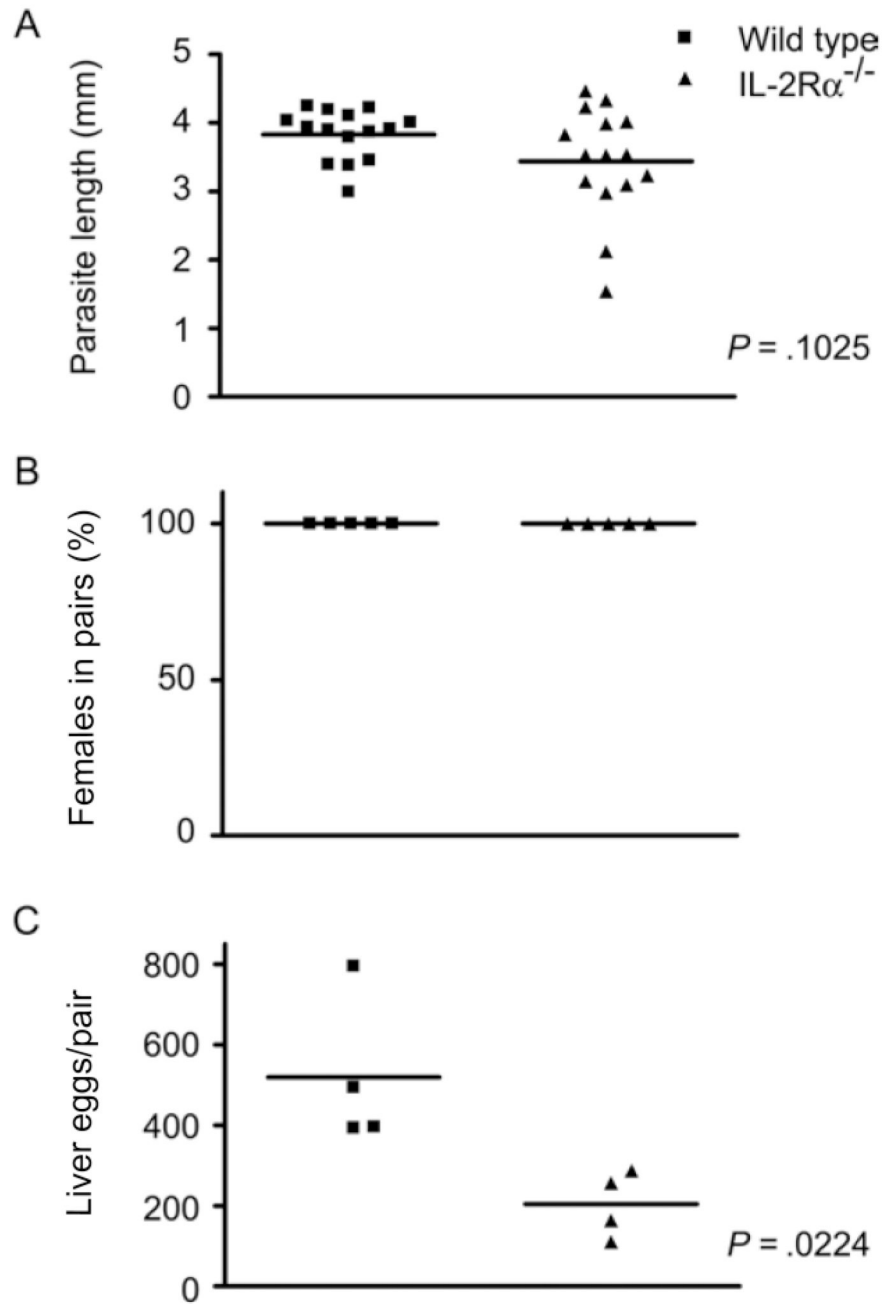 A
Wild type
IL-2Rα-/-
Parasite length (mm)
5
4
3
2
1
0
P = .1025
B
Females in pairs (%)
100
50
0
C
Liver eggs/pair
800
600
400
200
0
P = .0224